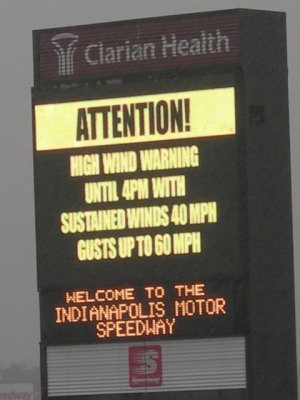 Clarian Health
ATTENTION!
HIGH WIND WARNING
UNTIL 4PM WITH
SUSTAINED WINDS 40 MPH
GUSTS UP TO 60 MPH
WELCOME TO THE
INDIANAPOLIS MOTOR
SPEEDWAY